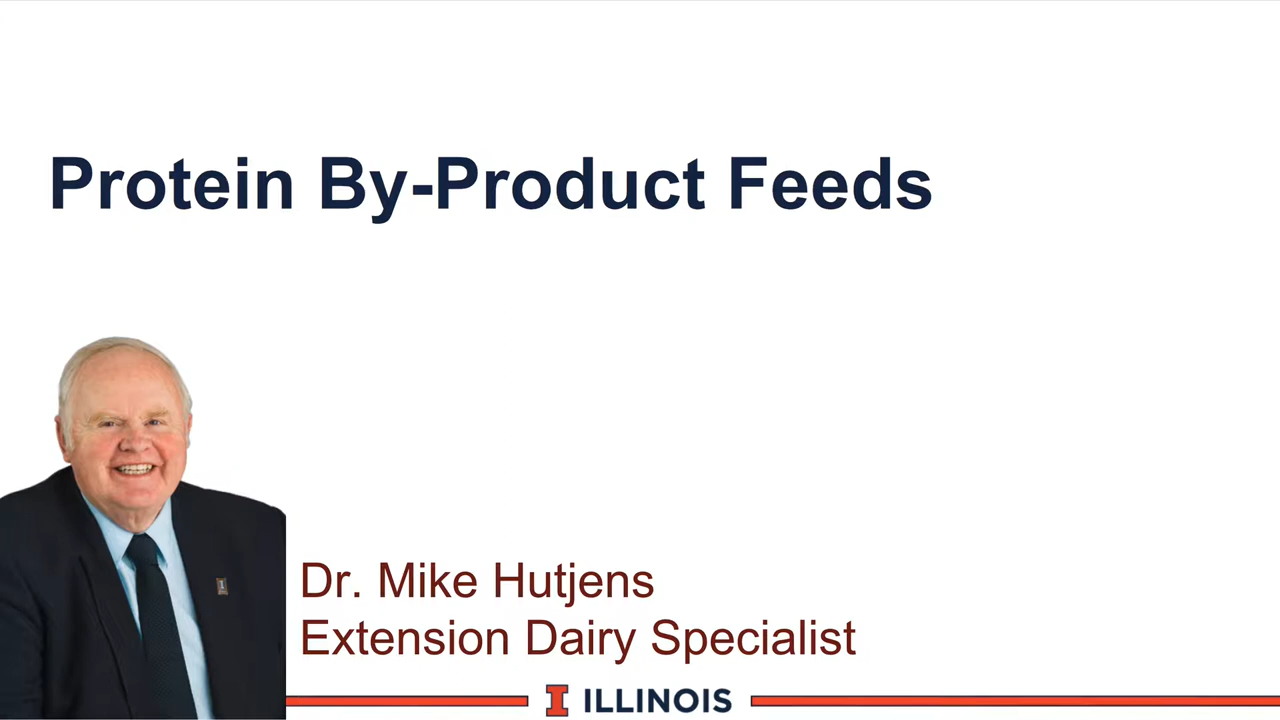 Protein By-Product Feeds
Dr. Mike Hutjens
Extension Dairy Specialist
I ILLINOIS